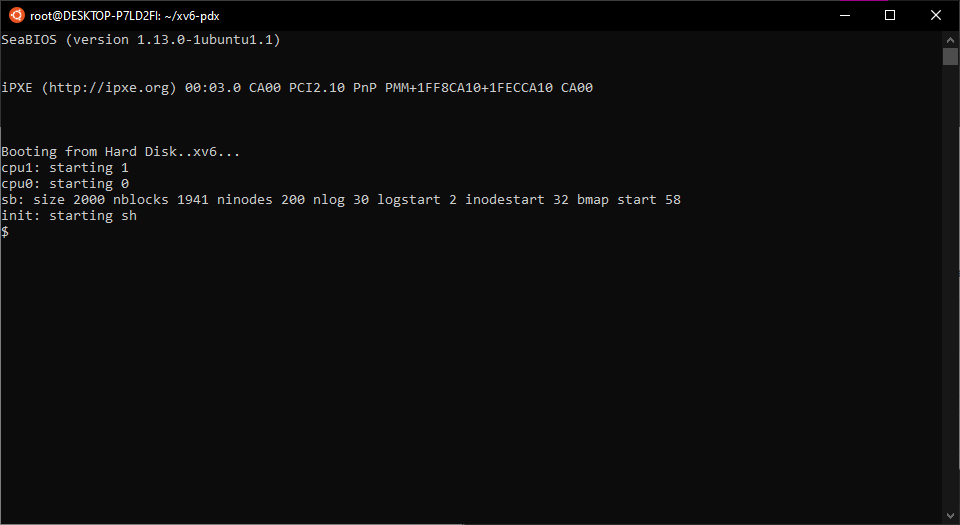 root@DESKTOP-P7LD2FI: ~/xv6-pdx
SeaBIOS (version 1.13.0-1ubuntu1.1)
iPXE (http://ipxe.org) 00:03.0 CA00 PCI2.10 PnP PMM+1FF8CA10+1FECCA10 CA00
Booting from Hard Disk..xv6...
cpu1: starting 1
cpu0: starting 0
sb: size 2000 nblocks 1941 ninodes 200 nlog 30 logstart 2 inodestart 32 bmap start 58
init: starting sh
$